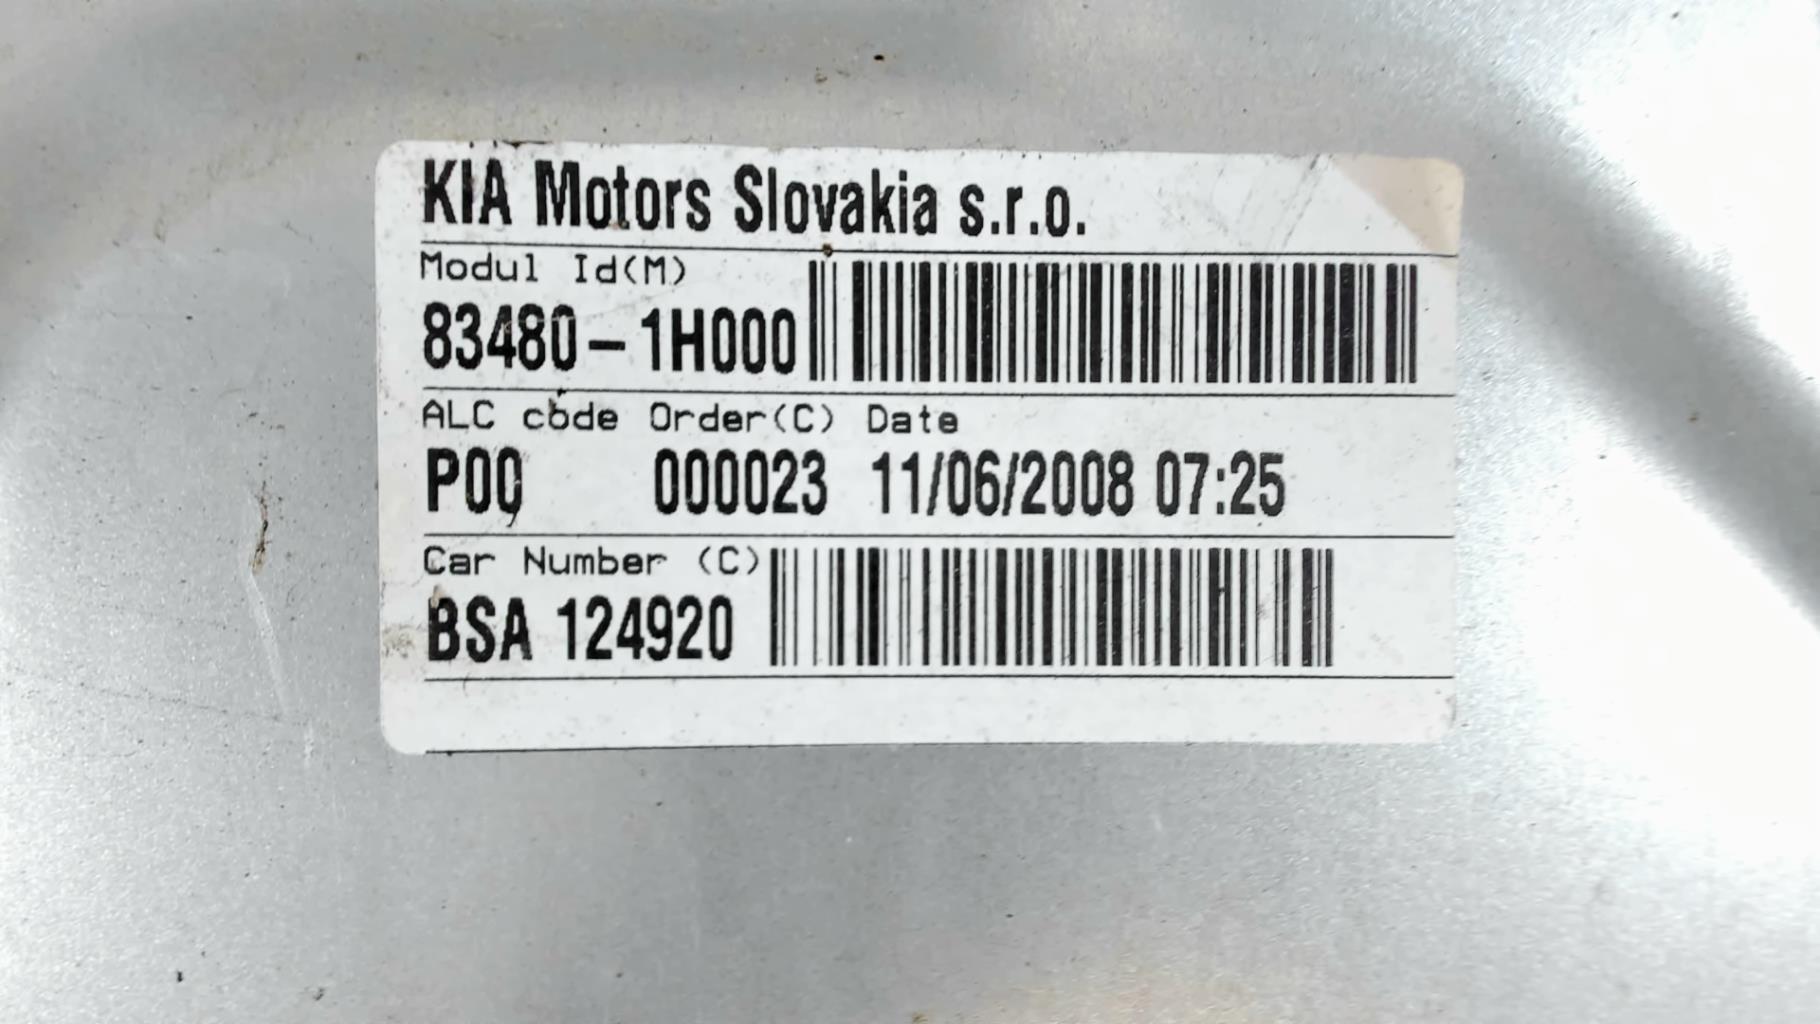 KIA Motors Slovakia s.r.o.
Modul Id(M)
83480-1H000
ALC code Order(C) Date
P00 000023 11/06/2008 07:25
Car Number (C)
BSA 124920